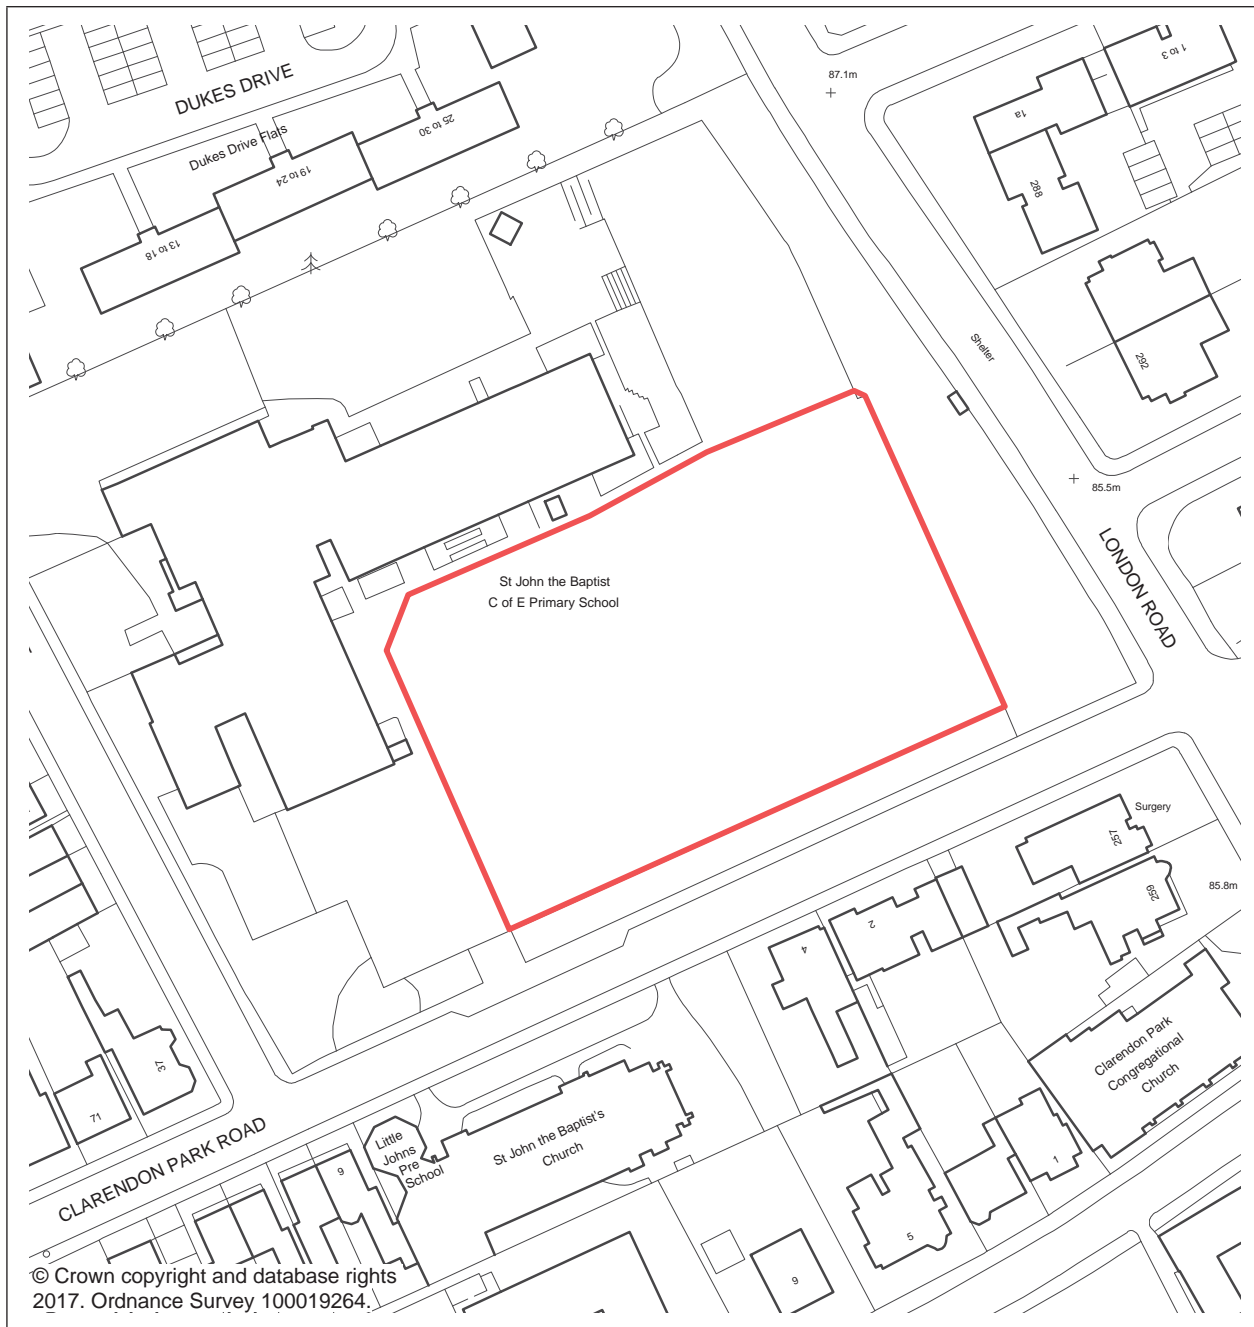 DUKES DRIVE
87.1m
1 to 3
1a
25 to 30
Dukes Drive Flats
19 to 24
288
13 to 18
Shelter
292
85.5m
LONDON ROAD
St John the Baptist
C of E Primary School
Surgery
257
259
85.8m
2
4
37
71
Clarendon Park
Congregational
Church
CLARENDON PARK ROAD
Little
Johns
Pre
School
St John the Baptist's
Church
9
1
5
9
© Crown copyright and database rights
2017. Ordnance Survey 100019264.